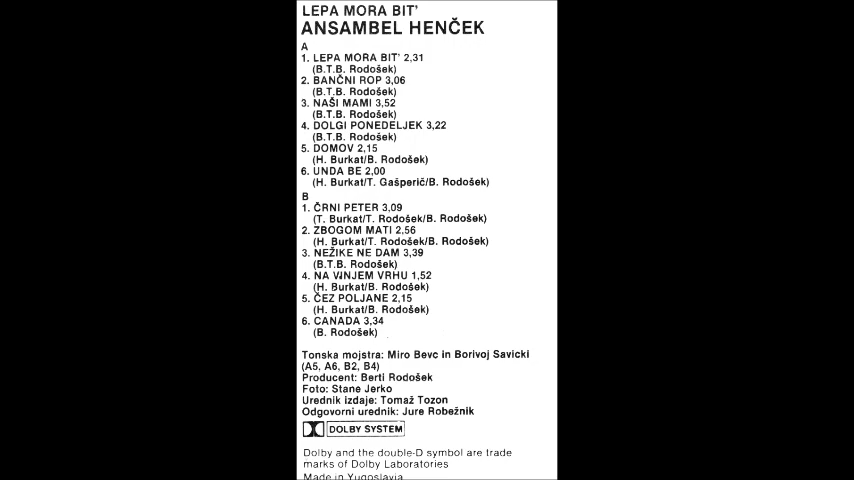 LEPA MORA BIT'
ANSAMBEL HENČEK
A
1. LEPA MORA BIT' 2,31
(B.T.B. Rodošek)
2. BANČNI ROP 3,06
(B.T.B. Rodošek)
3. NAŠI MAMI 3,52
(B.T.B. Rodošek)
4. DOLGI PONEDELJEK 3,22
(B.T.B. Rodošek)
5. DOMOV 2,15
(H. Burkat/B. Rodošek)
6. UNDA BE 2,00
(H. Burkat/T. Gašperič/B. Rodošek)
B
1. ČRNI PETER 3,09
(T. Burkat/T. Rodošek/B. Rodošek)
2. ZBOGOM MATI 2,56
(H. Burkat/T. Rodošek/B. Rodošek)
3. NEŽIKE NE DAM 3,39
(B.T.B. Rodošek)
4. NA VINJEM VRHU 1,52
(H. Burkat/B. Rodošek)
5. ČEZ POLJANE 2,15
(H. Burkat/B. Rodošek)
6. CANADA 3,34
(B. Rodošek)
Tonska mojstra: Miro Bevc in Borivoj Savicki
(A5, A6, B2, B4)
Producent: Berti Rodošek
Foto: Stane Jerko
Urednik izdaje: Tomaž Tozon
Odgovorni urednik: Jure Robežnik
DOLBY SYSTEM
Dolby and the double-D symbol are trade
marks of Dolby Laboratories
Made in Yugoslavia